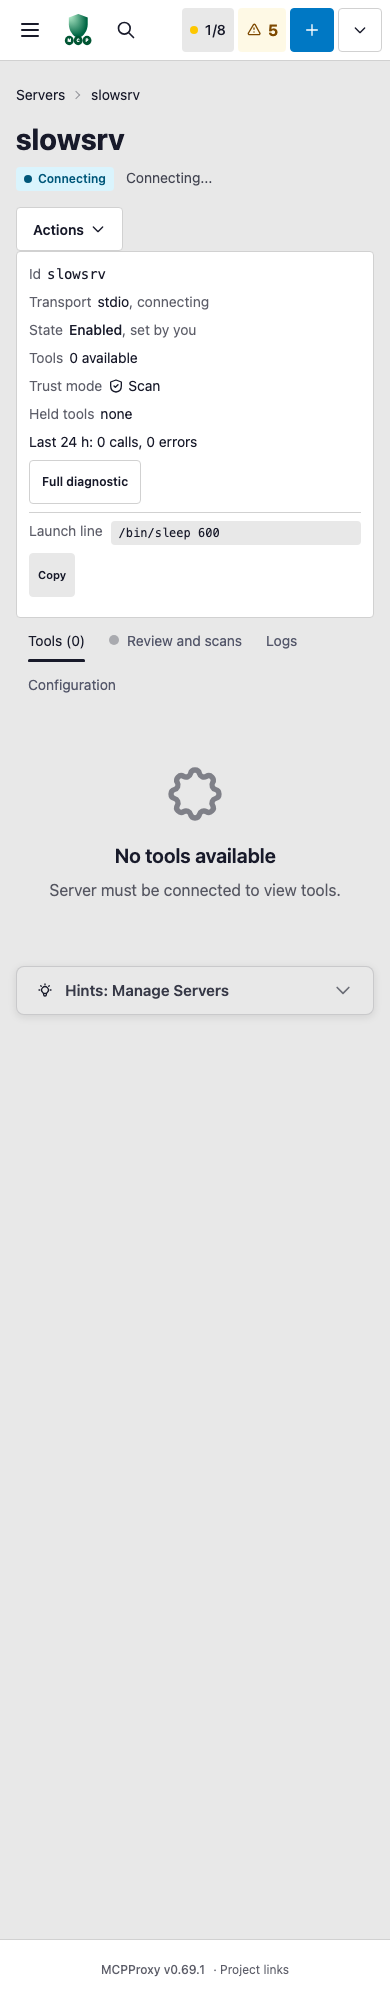 MCP
1/8
5
Servers
slowsrv
slowsrv
Connecting
Connecting...
Actions
Id slowsrv
Transport stdio, connecting
State Enabled, set by you
Tools 0 available
Trust mode Scan
Held tools none
Last 24 h: 0 calls, 0 errors
Full diagnostic
Launch line /bin/sleep 600
Copy
Tools (0)
Review and scans
Logs
Configuration
No tools available
Server must be connected to view tools.
Hints: Manage Servers
MCPProxy v0.69.1 · Project links